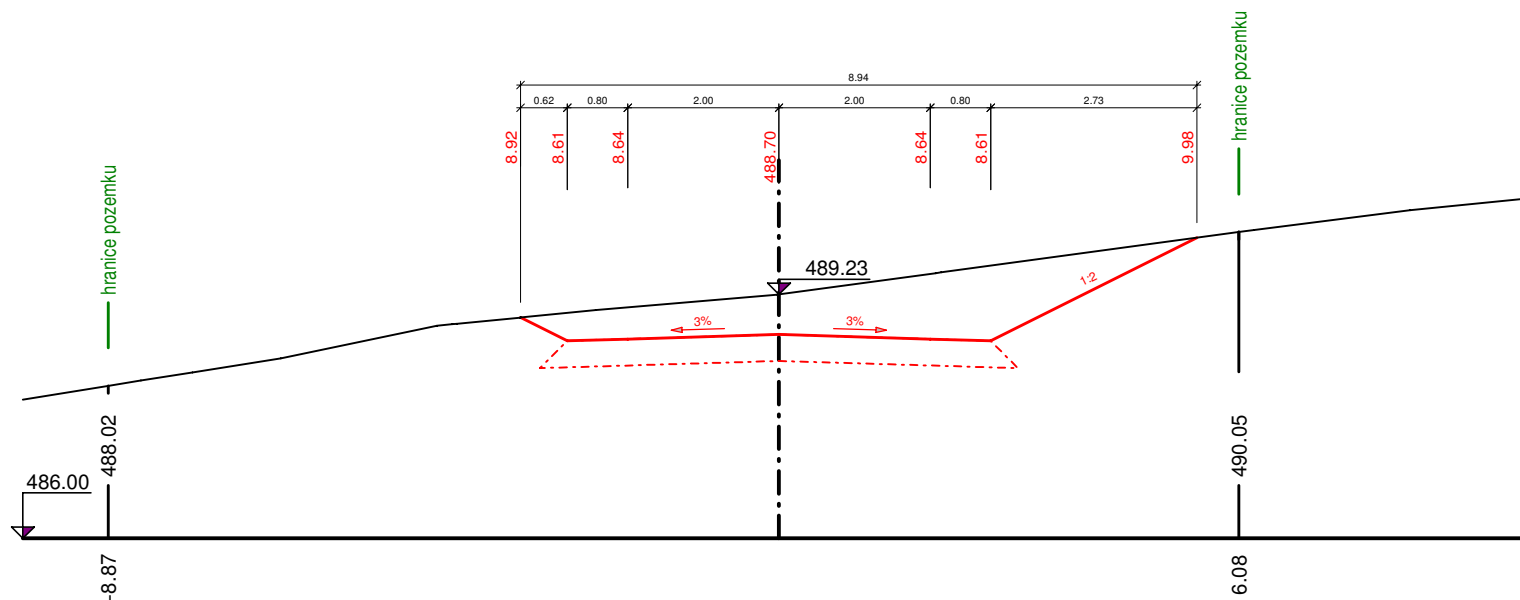 hranice pozemku
8.94
0.62 0.80 2.00 2.00 0.80 2.73
8.92 8.61 8.64 488.70 8.64 8.61 9.98
hranice pozemku
489.23
1:2
3% 3%
488.02
490.05
486.00
-8.87
6.08